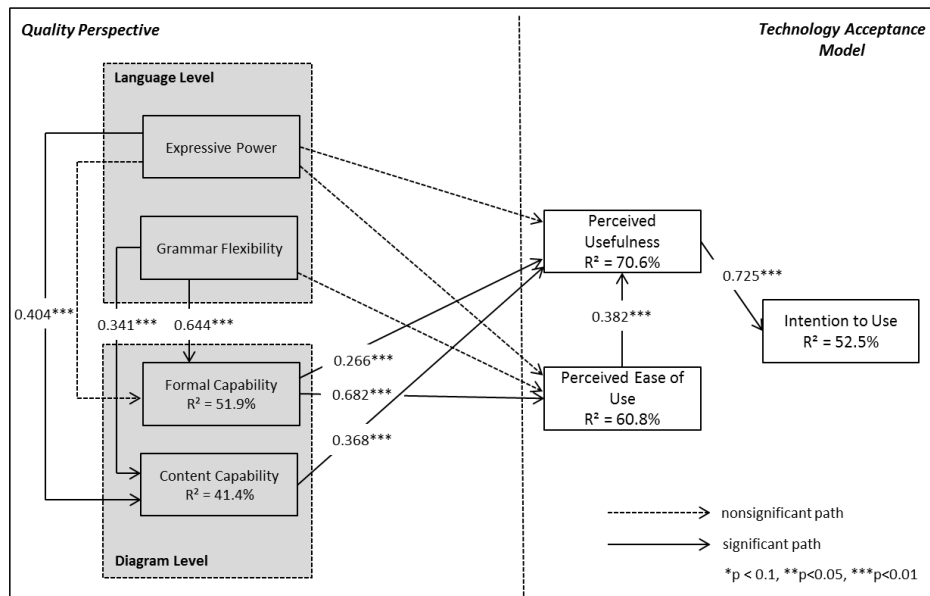 Quality Perspective
Technology Acceptance
Model
Language Level
Expressive Power
Grammar Flexibility
0.404***
0.341***
0.644***
Formal Capability
R² = 51.9%
Content Capability
R² = 41.4%
Diagram Level
0.266***
0.682***
0.368***
Perceived
Usefulness
R² = 70.6%
0.382***
Perceived Ease of
Use
R² = 60.8%
0.725***
Intention to Use
R² = 52.5%
nonsignificant path
significant path
*p < 0.1, **p<0.05, ***p<0.01